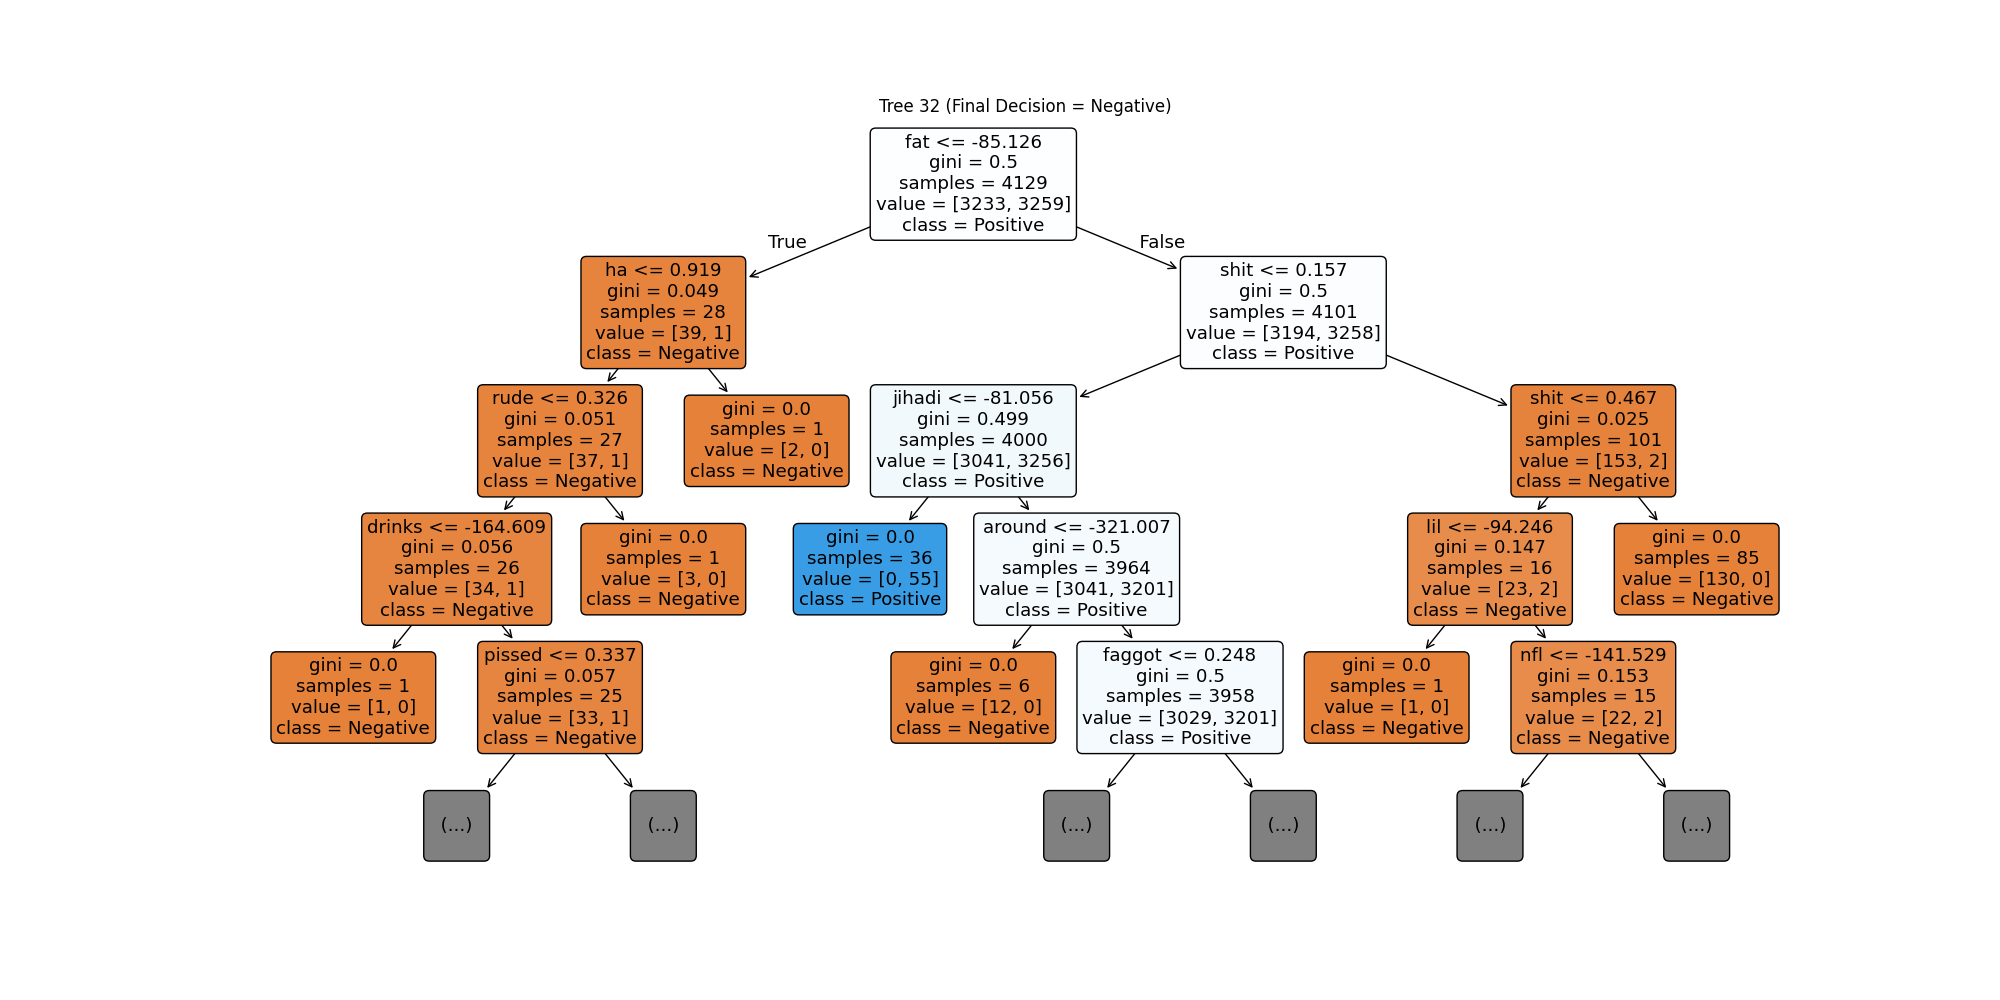 Tree 32 (Final Decision = Negative)
fat <= -85.126
gini = 0.5
samples = 4129
value = [3233, 3259]
class = Positive
True
False
ha <= 0.919
gini = 0.049
samples = 28
value = [39, 1]
class = Negative
shit <= 0.157
gini = 0.5
samples = 4101
value = [3194, 3258]
class = Positive
rude <= 0.326
gini = 0.051
samples = 27
value = [37, 1]
class = Negative
gini = 0.0
samples = 1
value = [2, 0]
class = Negative
jihadi <= -81.056
gini = 0.499
samples = 4000
value = [3041, 3256]
class = Positive
shit <= 0.467
gini = 0.025
samples = 101
value = [153, 2]
class = Negative
drinks <= -164.609
gini = 0.056
samples = 26
value = [34, 1]
class = Negative
gini = 0.0
samples = 1
value = [3, 0]
class = Negative
gini = 0.0
samples = 36
value = [0, 55]
class = Positive
around <= -321.007
gini = 0.5
samples = 3964
value = [3041, 3201]
class = Positive
lil <= -94.246
gini = 0.147
samples = 16
value = [23, 2]
class = Negative
gini = 0.0
samples = 85
value = [130, 0]
class = Negative
gini = 0.0
samples = 1
value = [1, 0]
class = Negative
pissed <= 0.337
gini = 0.057
samples = 25
value = [33, 1]
class = Negative
gini = 0.0
samples = 6
value = [12, 0]
class = Negative
faggot <= 0.248
gini = 0.5
samples = 3958
value = [3029, 3201]
class = Positive
gini = 0.0
samples = 1
value = [1, 0]
class = Negative
nfl <= -141.529
gini = 0.153
samples = 15
value = [22, 2]
class = Negative
(...)
(...)
(...)
(...)
(...)
(...)